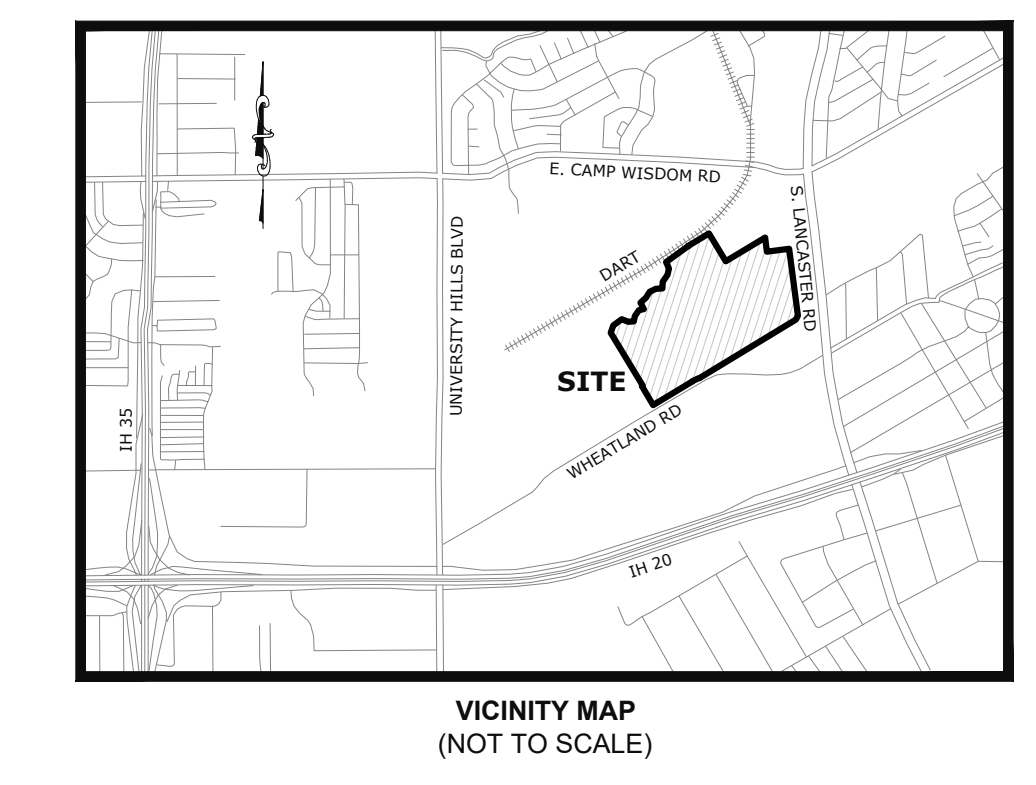 E. CAMP WISDOM RD
S. LANCASTER RD
UNIVERSITY HILLS BLVD
DART
SITE
IH 35
WHEATLAND RD
IH 20
VICINITY MAP
(NOT TO SCALE)